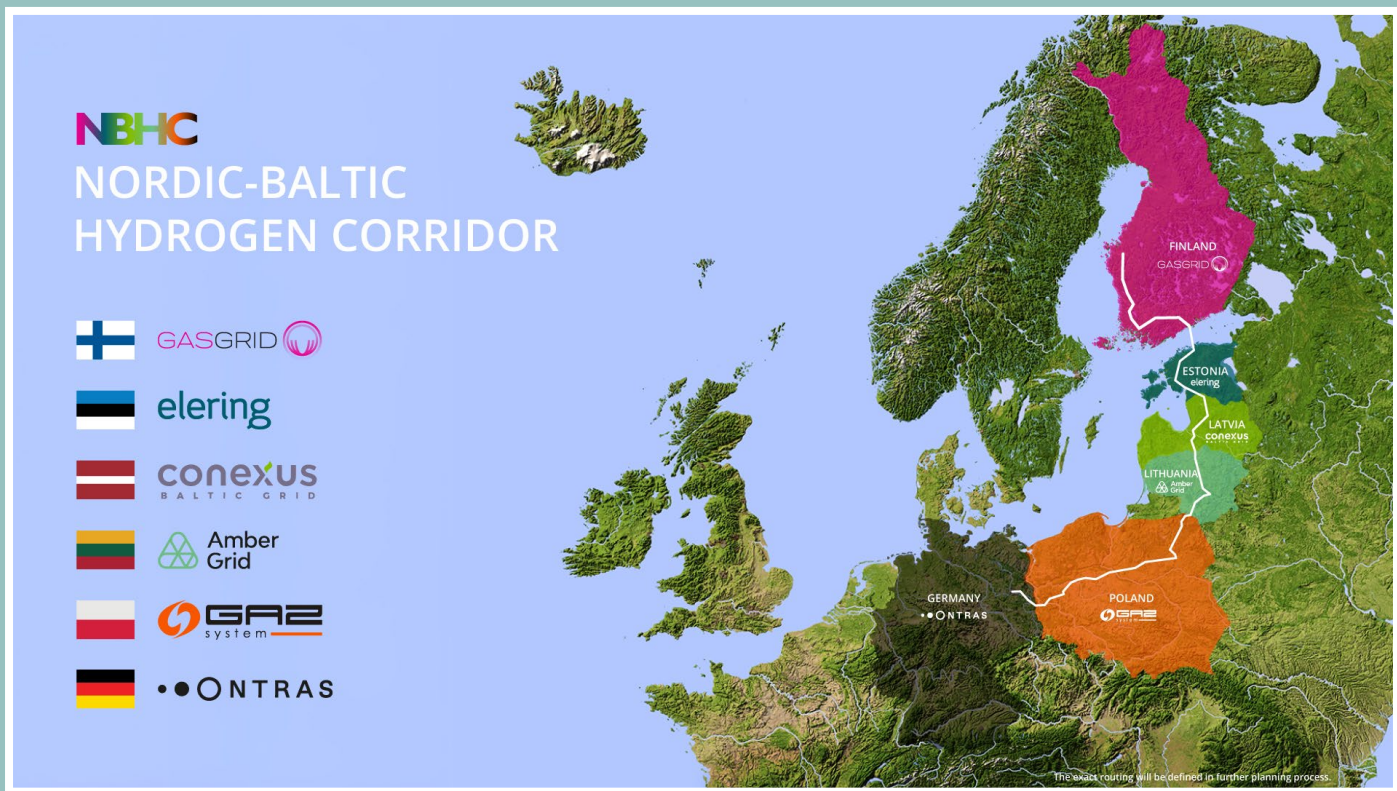 NBHC
NORDIC-BALTIC
HYDROGEN CORRIDOR
GASGRID
elering
conexus
BALTIC GRID
Amber
Grid
GAZ
system
ONTRAS
FINLAND
GASGRID
ESTONIA
elering
LATVIA
conexus
BALTIC GRID
LITHUANIA
Amber
Grid
GERMANY
ONTRAS
POLAND
GAZ
system
The exact routing will be defined in further planning process.